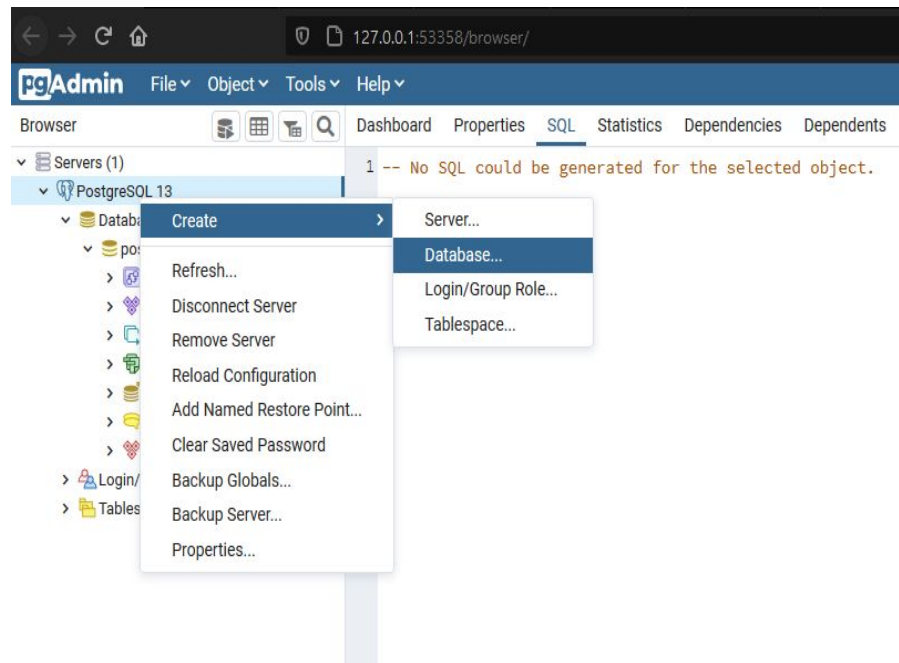 127.0.0.1:53358/browser/
pgAdmin File Object Tools Help
Browser Dashboard Properties SQL Statistics Dependencies Dependents
Servers (1)
1 -- No SQL could be generated for the selected object.
PostgreSQL 13
Create
Refresh...
Disconnect Server
Remove Server
Reload Configuration
Add Named Restore Point...
Clear Saved Password
Backup Globals...
Backup Server...
Properties...
Server...
Database...
Login/Group Role...
Tablespace...
Login/